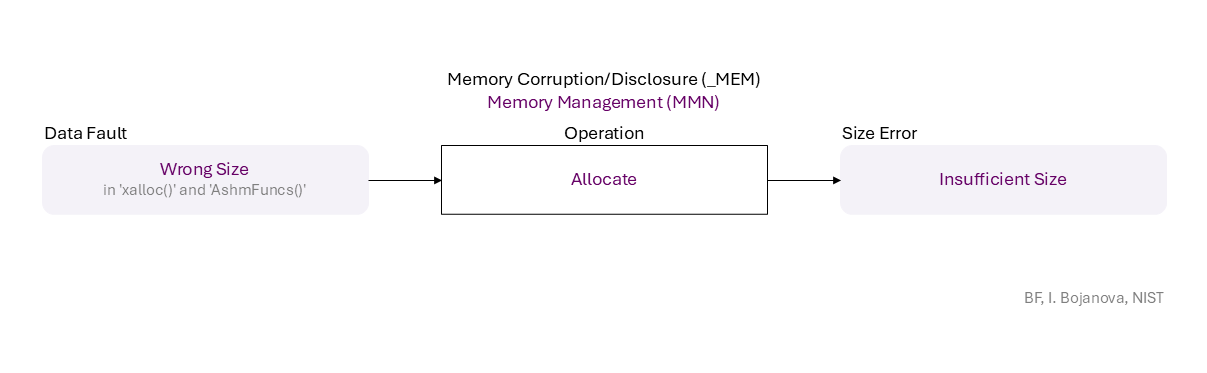 Memory Corruption/Disclosure (_MEM)
Memory Management (MMN)
Data Fault
Operation
Size Error
Wrong Size
in 'xalloc()' and 'AshmFuncs()'
Allocate
Insufficient Size
BF, I. Bojanova, NIST